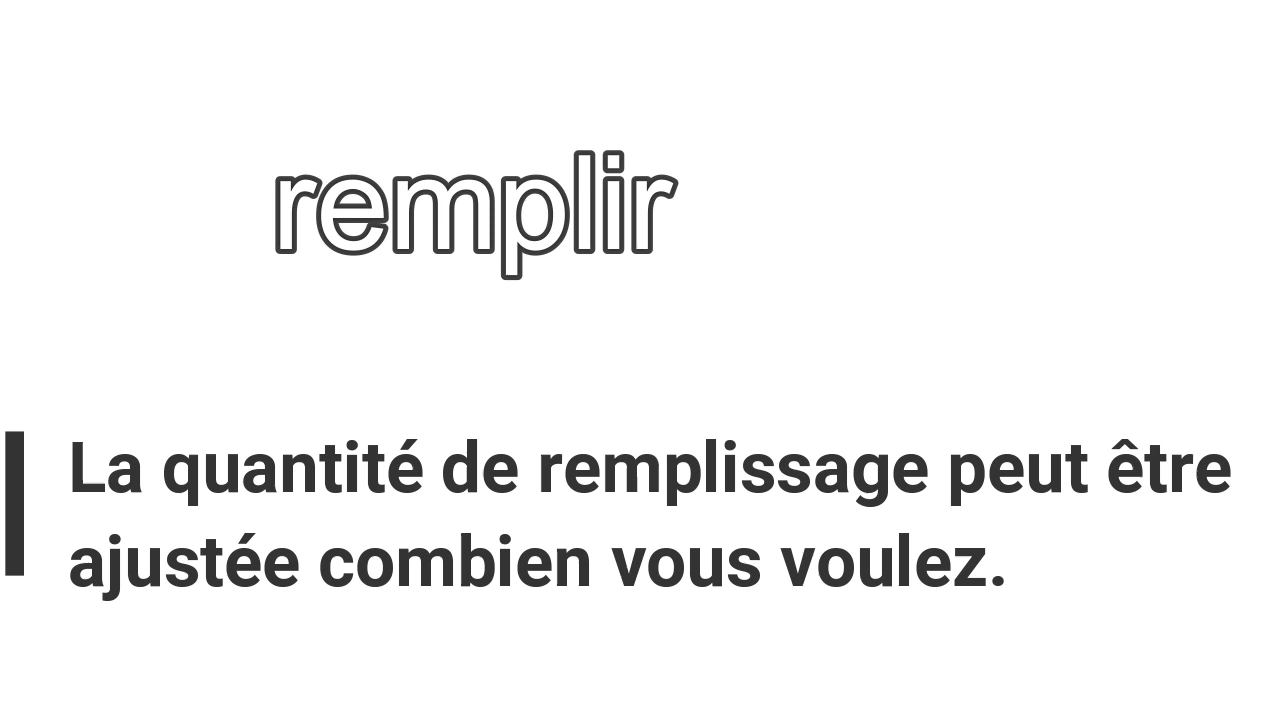 remplir
La quantité de remplissage peut être
ajustée combien vous voulez.